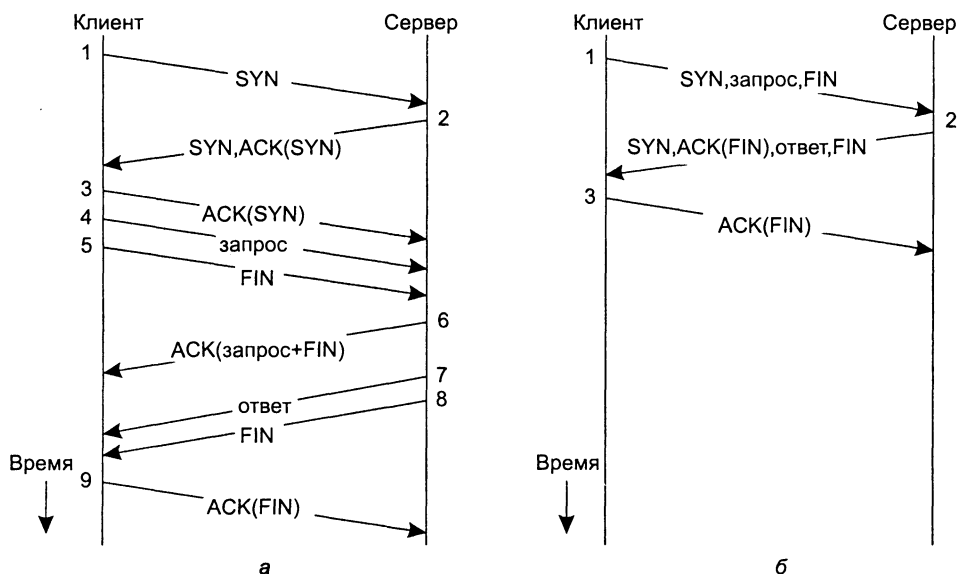 Клиент
Сервер
1
SYN
2
SYN,ACK(SYN)
3
ACK(SYN)
4
запрос
5
FIN
6
ACK(запрос+FIN)
7
ответ
8
FIN
Время
9
ACK(FIN)
а
Клиент
Сервер
1
SYN,запрос,FIN
2
SYN,ACK(FIN),ответ,FIN
3
ACK(FIN)
Время
б